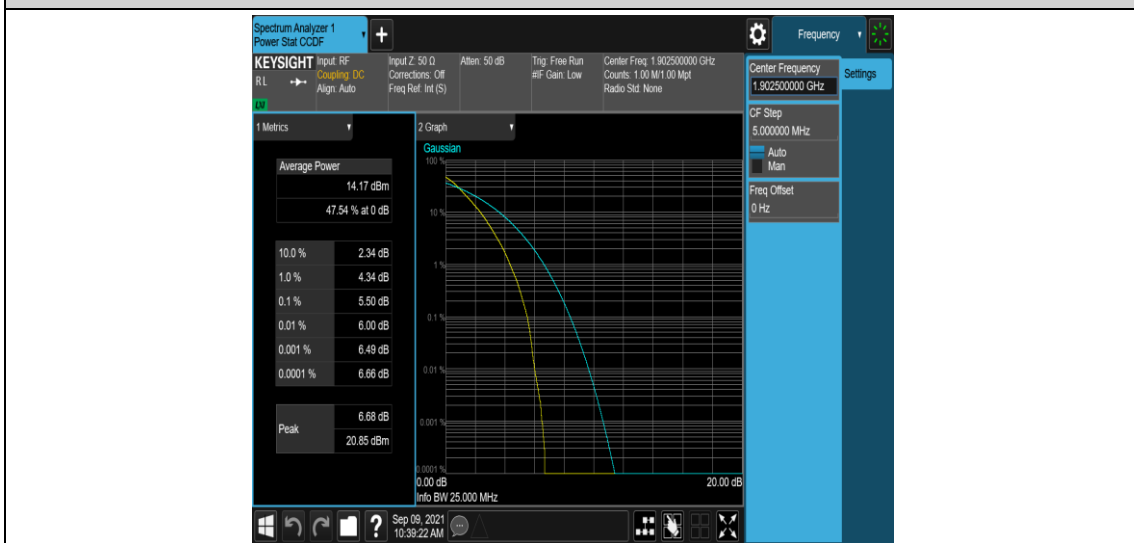 Spectrum Analyzer 1
Power Stat CCDF
+
Frequency
KEYSIGHT
RL
LXI
Input: RF
Coupling: DC
Align: Auto
Input Z: 50 Ω
Corrections: Off
Freq Ref: Int (S)
Atten: 50 dB
Trig: Free Run
#IF Gain: Low
Center Freq: 1.902500000 GHz
Counts: 1.00 M/1.00 Mpt
Radio Std: None
Center Frequency
1.902500000 GHz
Settings
CF Step
5.000000 MHz
Auto
Man
Freq Offset
0 Hz
1 Metrics
Average Power
14.17 dBm
47.54 % at 0 dB
10.0 % 2.34 dB
1.0 % 4.34 dB
0.1 % 5.50 dB
0.01 % 6.00 dB
0.001 % 6.49 dB
0.0001 % 6.66 dB
Peak
6.68 dB
20.85 dBm
2 Graph
Gaussian
100 %
10 %
1 %
0.1 %
0.01 %
0.001 %
0.0001 %
0.00 dB 20.00 dB
Info BW 25.000 MHz
?
Sep 09, 2021
10:39:22 AM